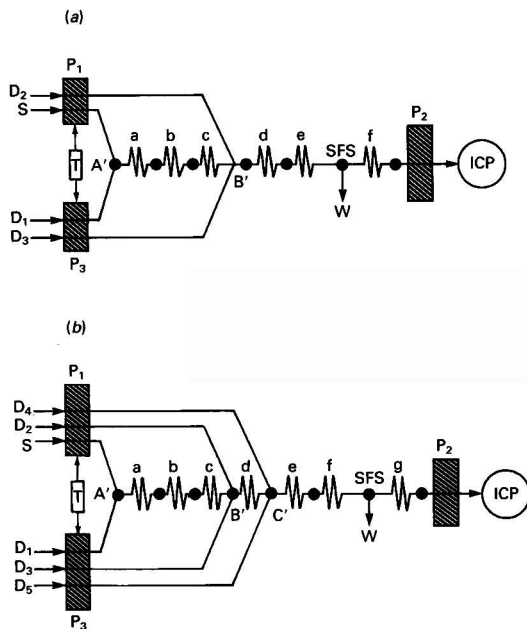 (a)
P1
D2
S
a b c d e SFS f P2
T A' B' ICP
W
D1
D3
P3
(b)
P1
D4
D2
S
a b c d e f SFS g P2
T A' B' C' ICP
W
D1
D3
D5
P3